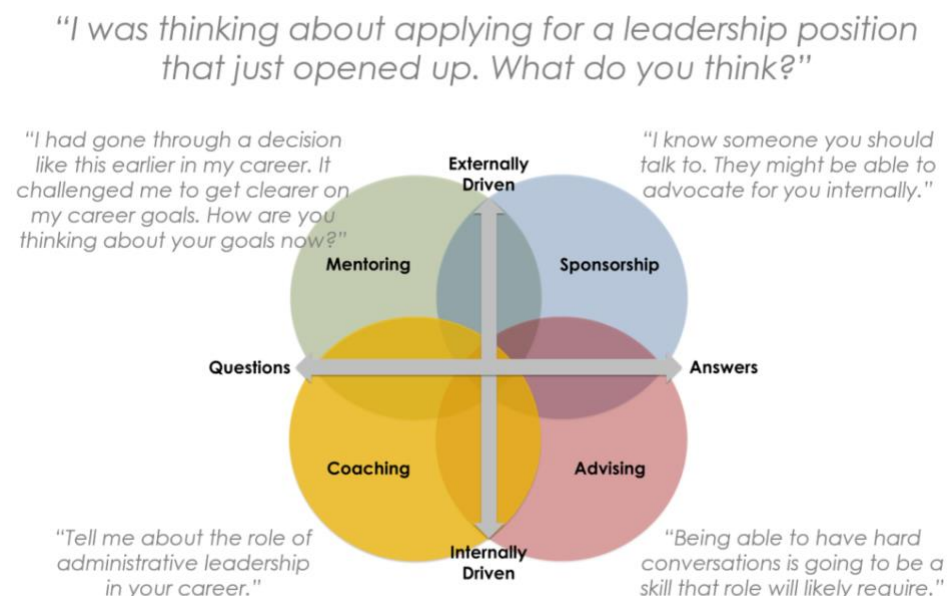 “I was thinking about applying for a leadership position
that just opened up. What do you think?”
“I had gone through a decision
like this earlier in my career. It
challenged me to get clearer on
my career goals. How are you
thinking about your goals now?”
“I know someone you should
talk to. They might be able to
advocate for you internally.”
Externally
Driven
Mentoring
Sponsorship
Questions
Answers
Coaching
Advising
Internally
Driven
“Tell me about the role of
administrative leadership
in your career.”
“Being able to have hard
conversations is going to be a
skill that role will likely require.”